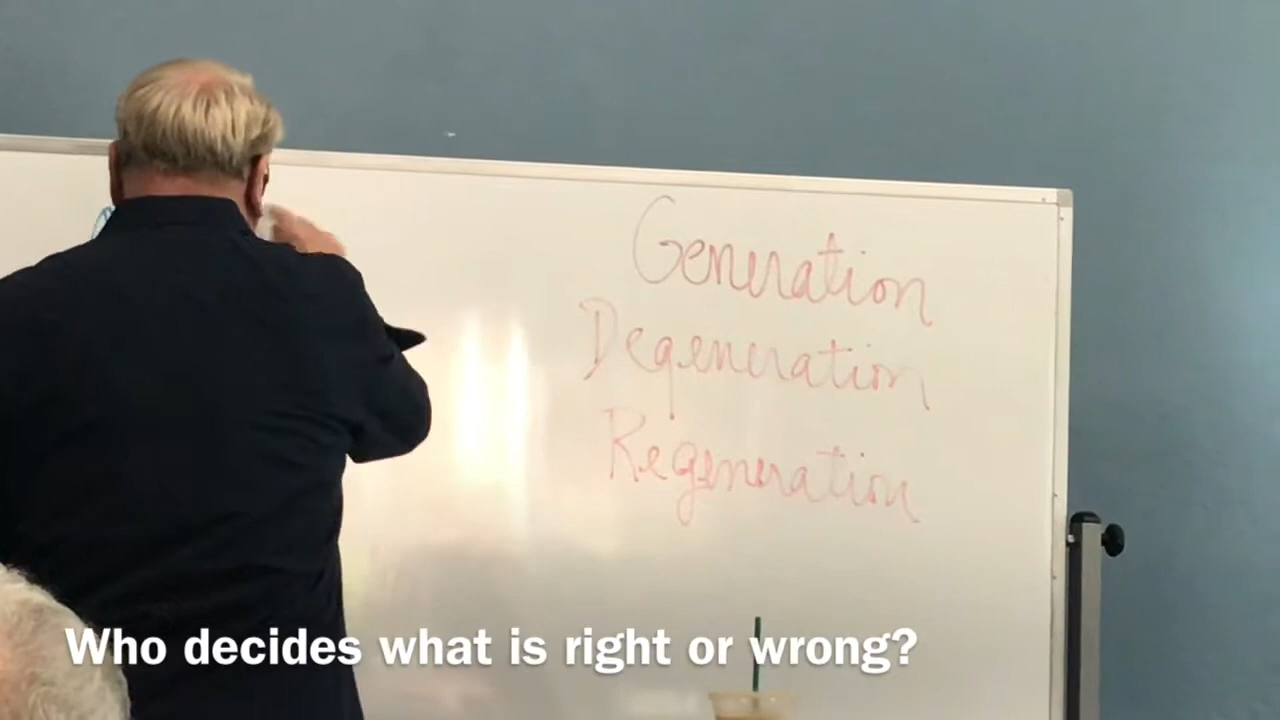 Generation
Degeneration
Regeneration
Who decides what is right or wrong?